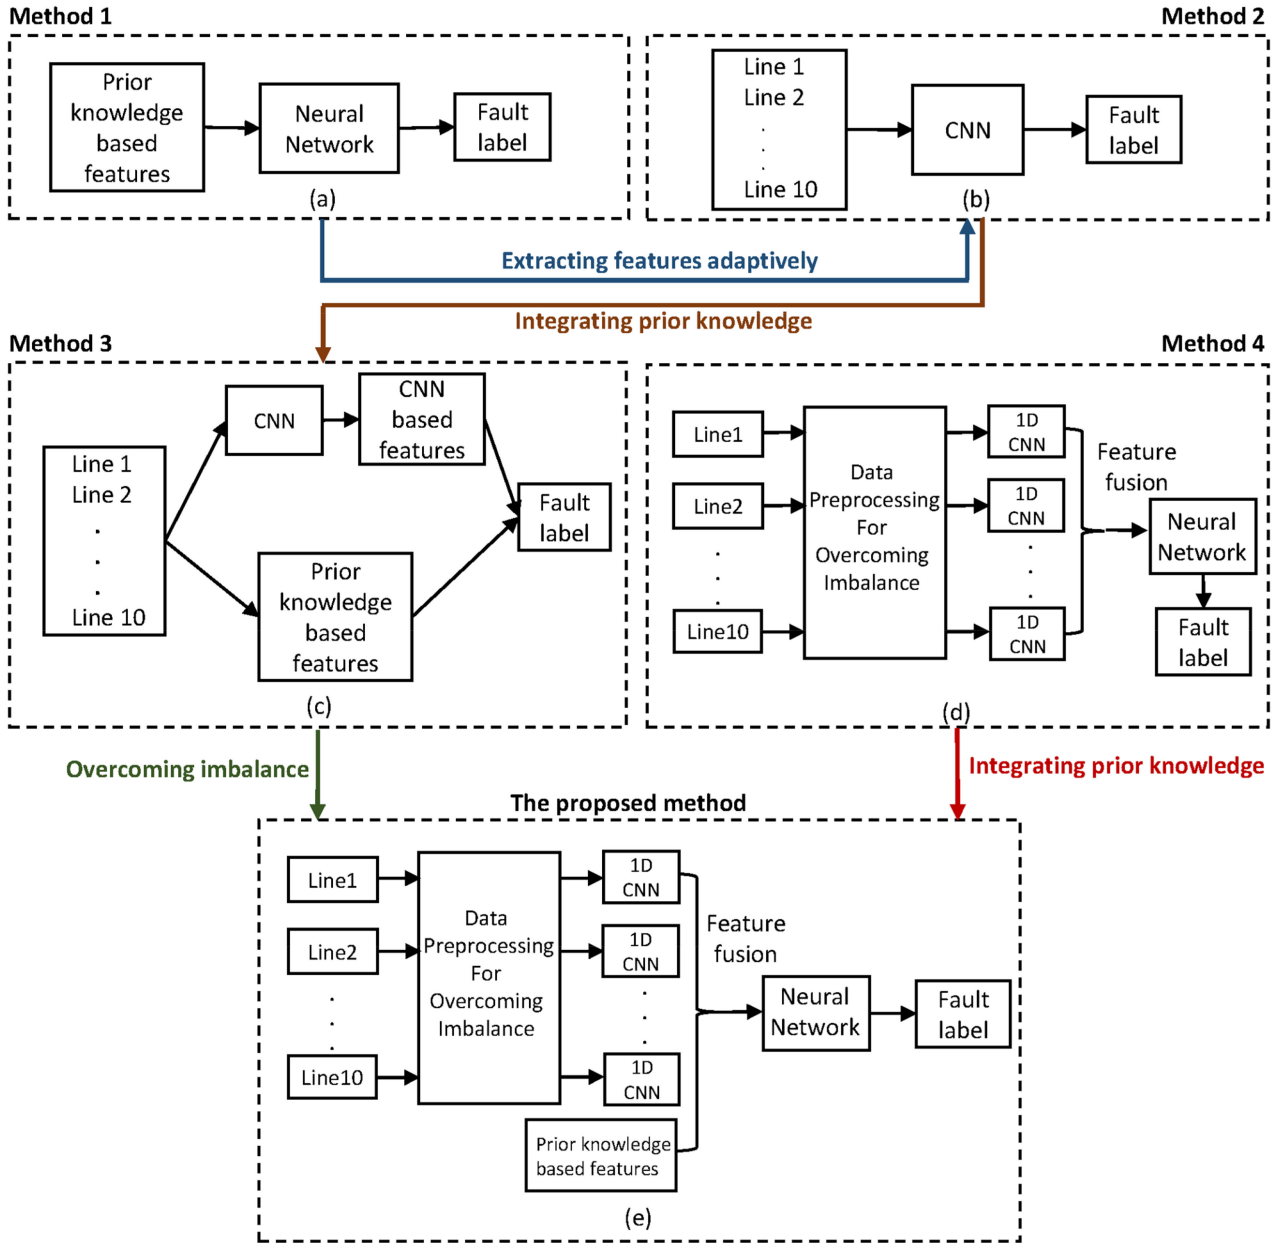 Method 1
Prior
knowledge
based
features
Neural
Network
Fault
label
(a)
Method 2
Line 1
Line 2
.
.
.
Line 10
CNN
Fault
label
(b)
Extracting features adaptively
Integrating prior knowledge
Method 3
Line 1
Line 2
.
.
.
Line 10
CNN
CNN
based
features
Prior
knowledge
based
features
Fault
label
(c)
Method 4
Line1
Line2
.
.
.
Line10
Data
Preprocessing
For
Overcoming
Imbalance
1D
CNN
1D
CNN
.
.
.
1D
CNN
Feature
fusion
Neural
Network
Fault
label
(d)
Overcoming imbalance
Integrating prior knowledge
The proposed method
Line1
Line2
.
.
.
Line10
Data
Preprocessing
For
Overcoming
Imbalance
1D
CNN
1D
CNN
.
.
.
1D
CNN
Prior knowledge
based features
Feature
fusion
Neural
Network
Fault
label
(e)